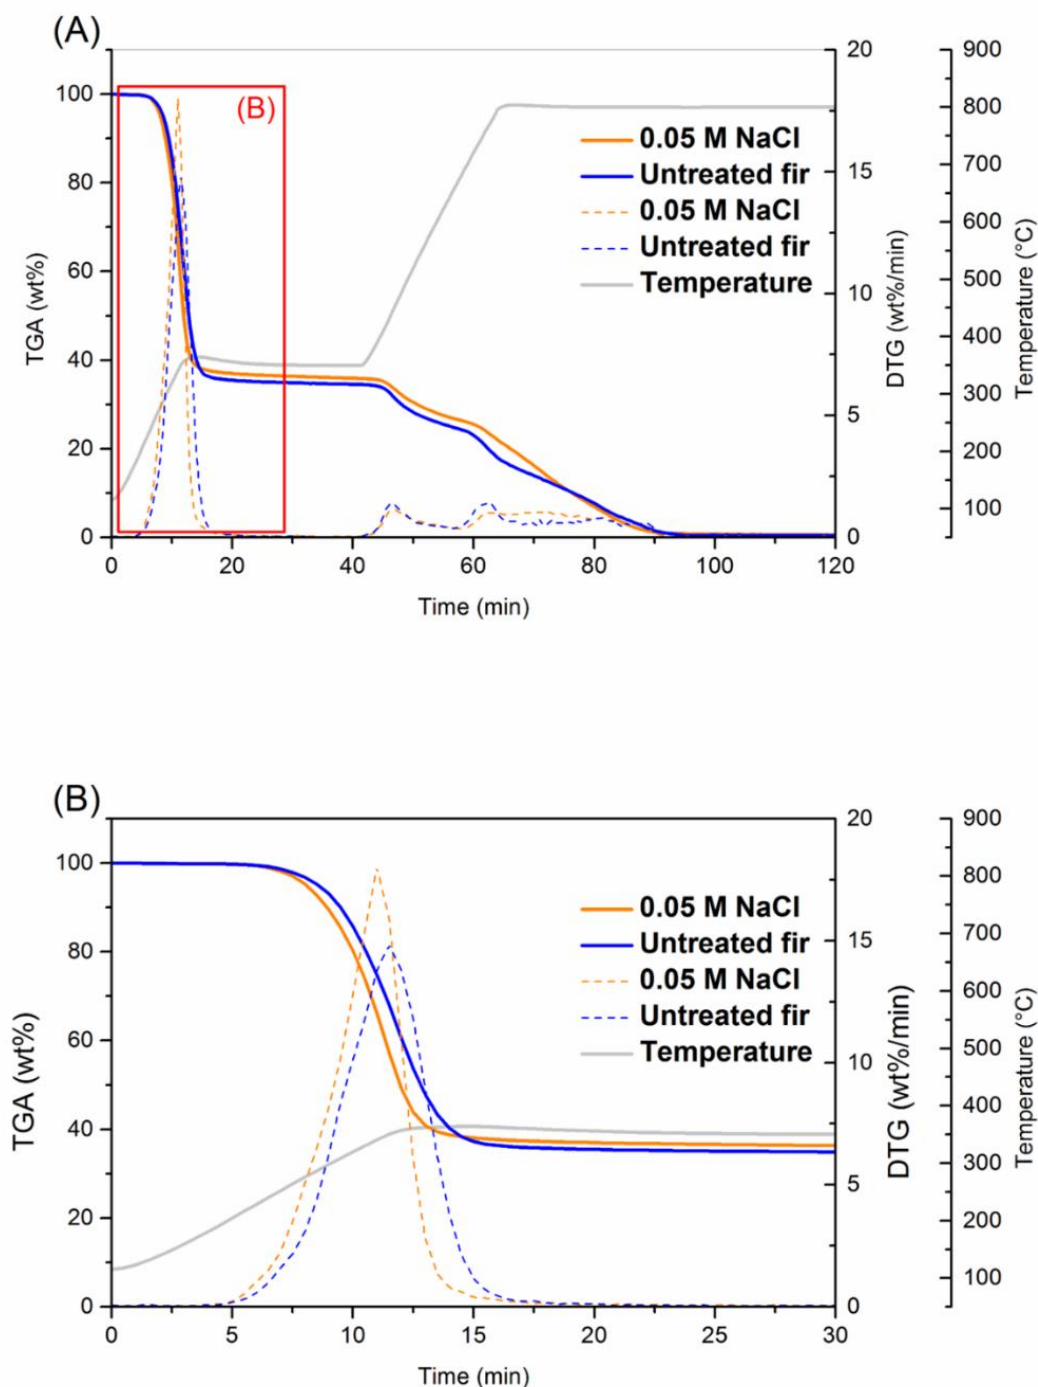 (A)
(B)
100
80
60
40
20
0
TGA (wt%)
0.05 M NaCl
Untreated fir
0.05 M NaCl
Untreated fir
Temperature
20
15
10
5
0
DTG (wt%/min)
900
800
700
600
500
400
300
200
100
Temperature (°C)
0 20 40 60 80 100 120
Time (min)
(B)
100
80
60
40
20
0
TGA (wt%)
0.05 M NaCl
Untreated fir
0.05 M NaCl
Untreated fir
Temperature
20
15
10
5
0
DTG (wt%/min)
900
800
700
600
500
400
300
200
100
Temperature (°C)
0 5 10 15 20 25 30
Time (min)